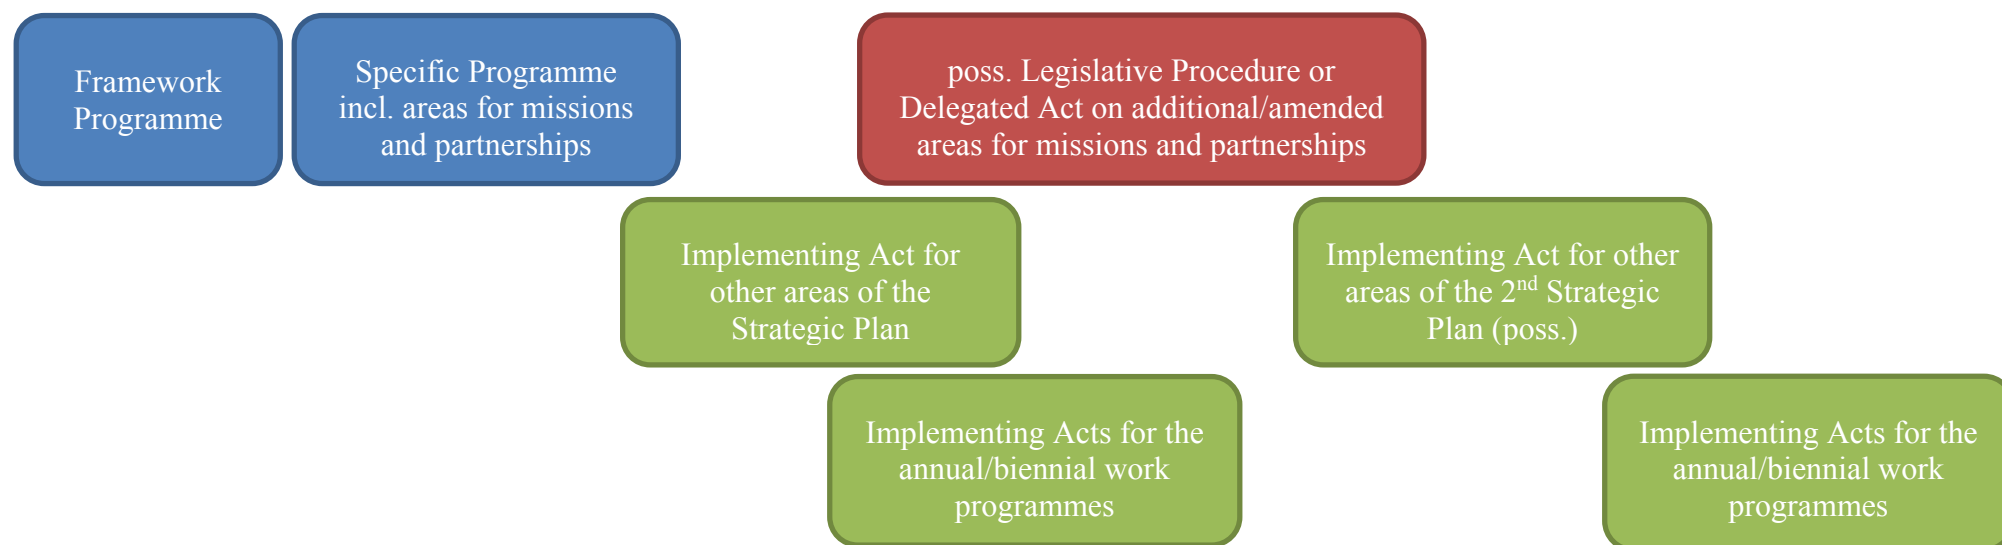 Framework
Programme
Specific Programme
incl. areas for missions
and partnerships
poss. Legislative Procedure or
Delegated Act on additional/amended
areas for missions and partnerships
Implementing Act for
other areas of the
Strategic Plan
Implementing Act for other
areas of the 2nd Strategic
Plan (poss.)
Implementing Acts for the
annual/biennial work
programmes
Implementing Acts for the
annual/biennial work
programmes